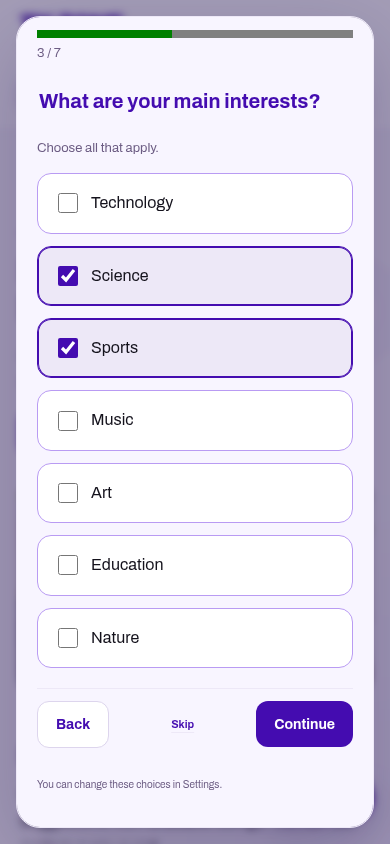 3 / 7
What are your main interests?
Choose all that apply.
Technology
Science
Sports
Music
Art
Education
Nature
Back
Skip
Continue
You can change these choices in Settings.